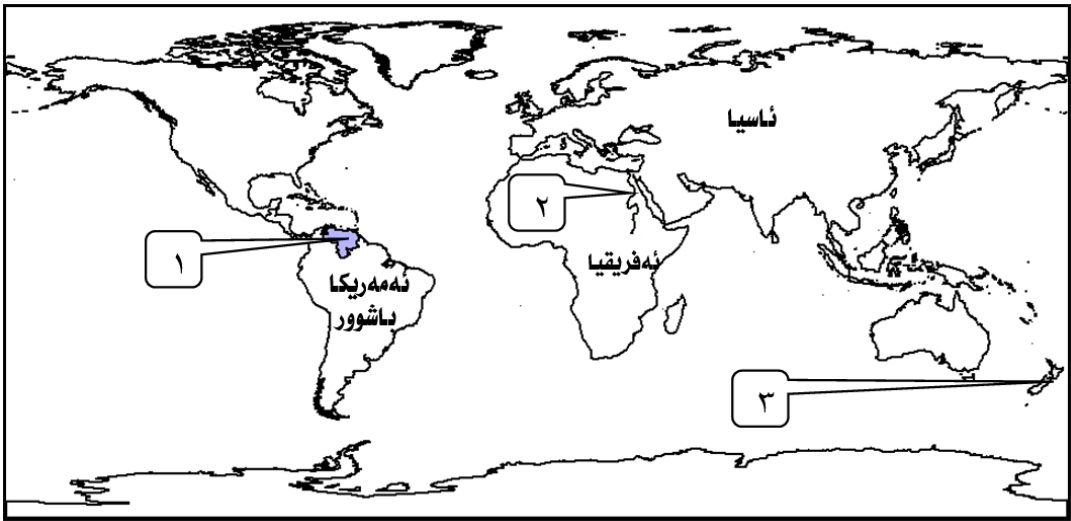 ئاسیا
٢
١
ئەفریقیا
ئەمەریکا
باشوور
٣